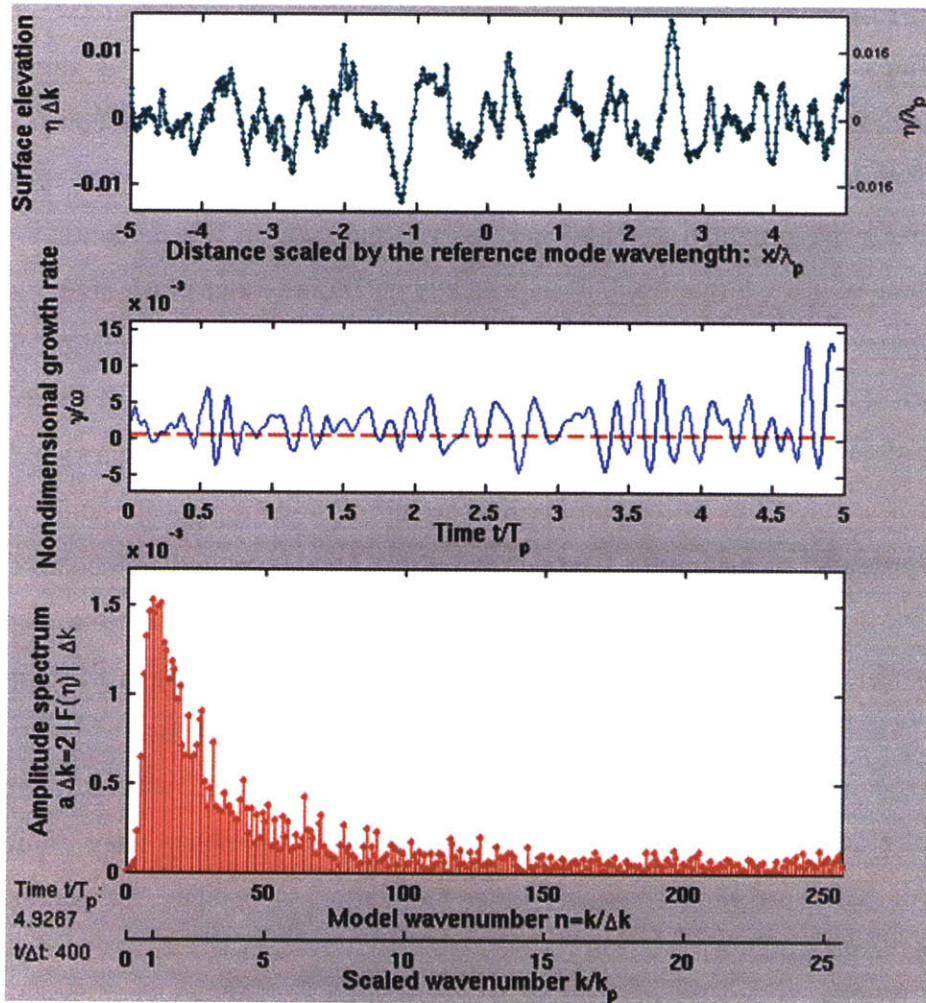 Surface elevation
η Δk
0.01
0
-0.01
0.016
0
-0.016
η/λp
-5 -4 -3 -2 -1 0 1 2 3 4 5
Distance scaled by the reference mode wavelength: x/λp
Nondimensional growth rate
γ/ω
x 10-3
15
10
5
0
-5
0 0.5 1 1.5 2 2.5 3 3.5 4 4.5 5
Time t/Tp
Amplitude spectrum
a Δk=2|F(η)| Δk
x 10-3
1.5
1
0.5
0
0 50 100 150 200 250
Model wavenumber n=k/Δk
Time t/Tp:
4.9287
t/Δt: 400
0 1 5 10 15 20 25
Scaled wavenumber k/kp